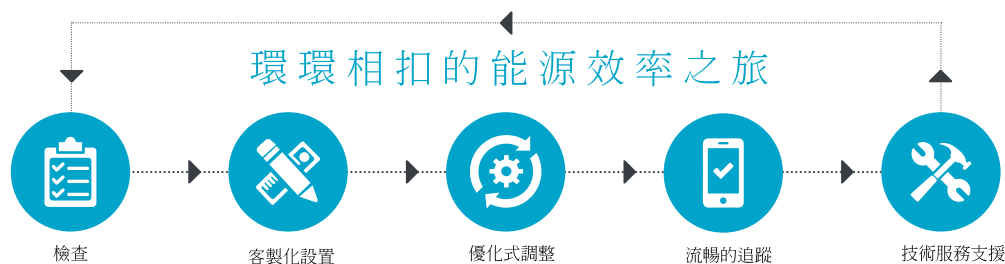 環環相扣的能源效率之旅
檢查
客製化設置
優化式調整
流暢的追蹤
技術服務支援